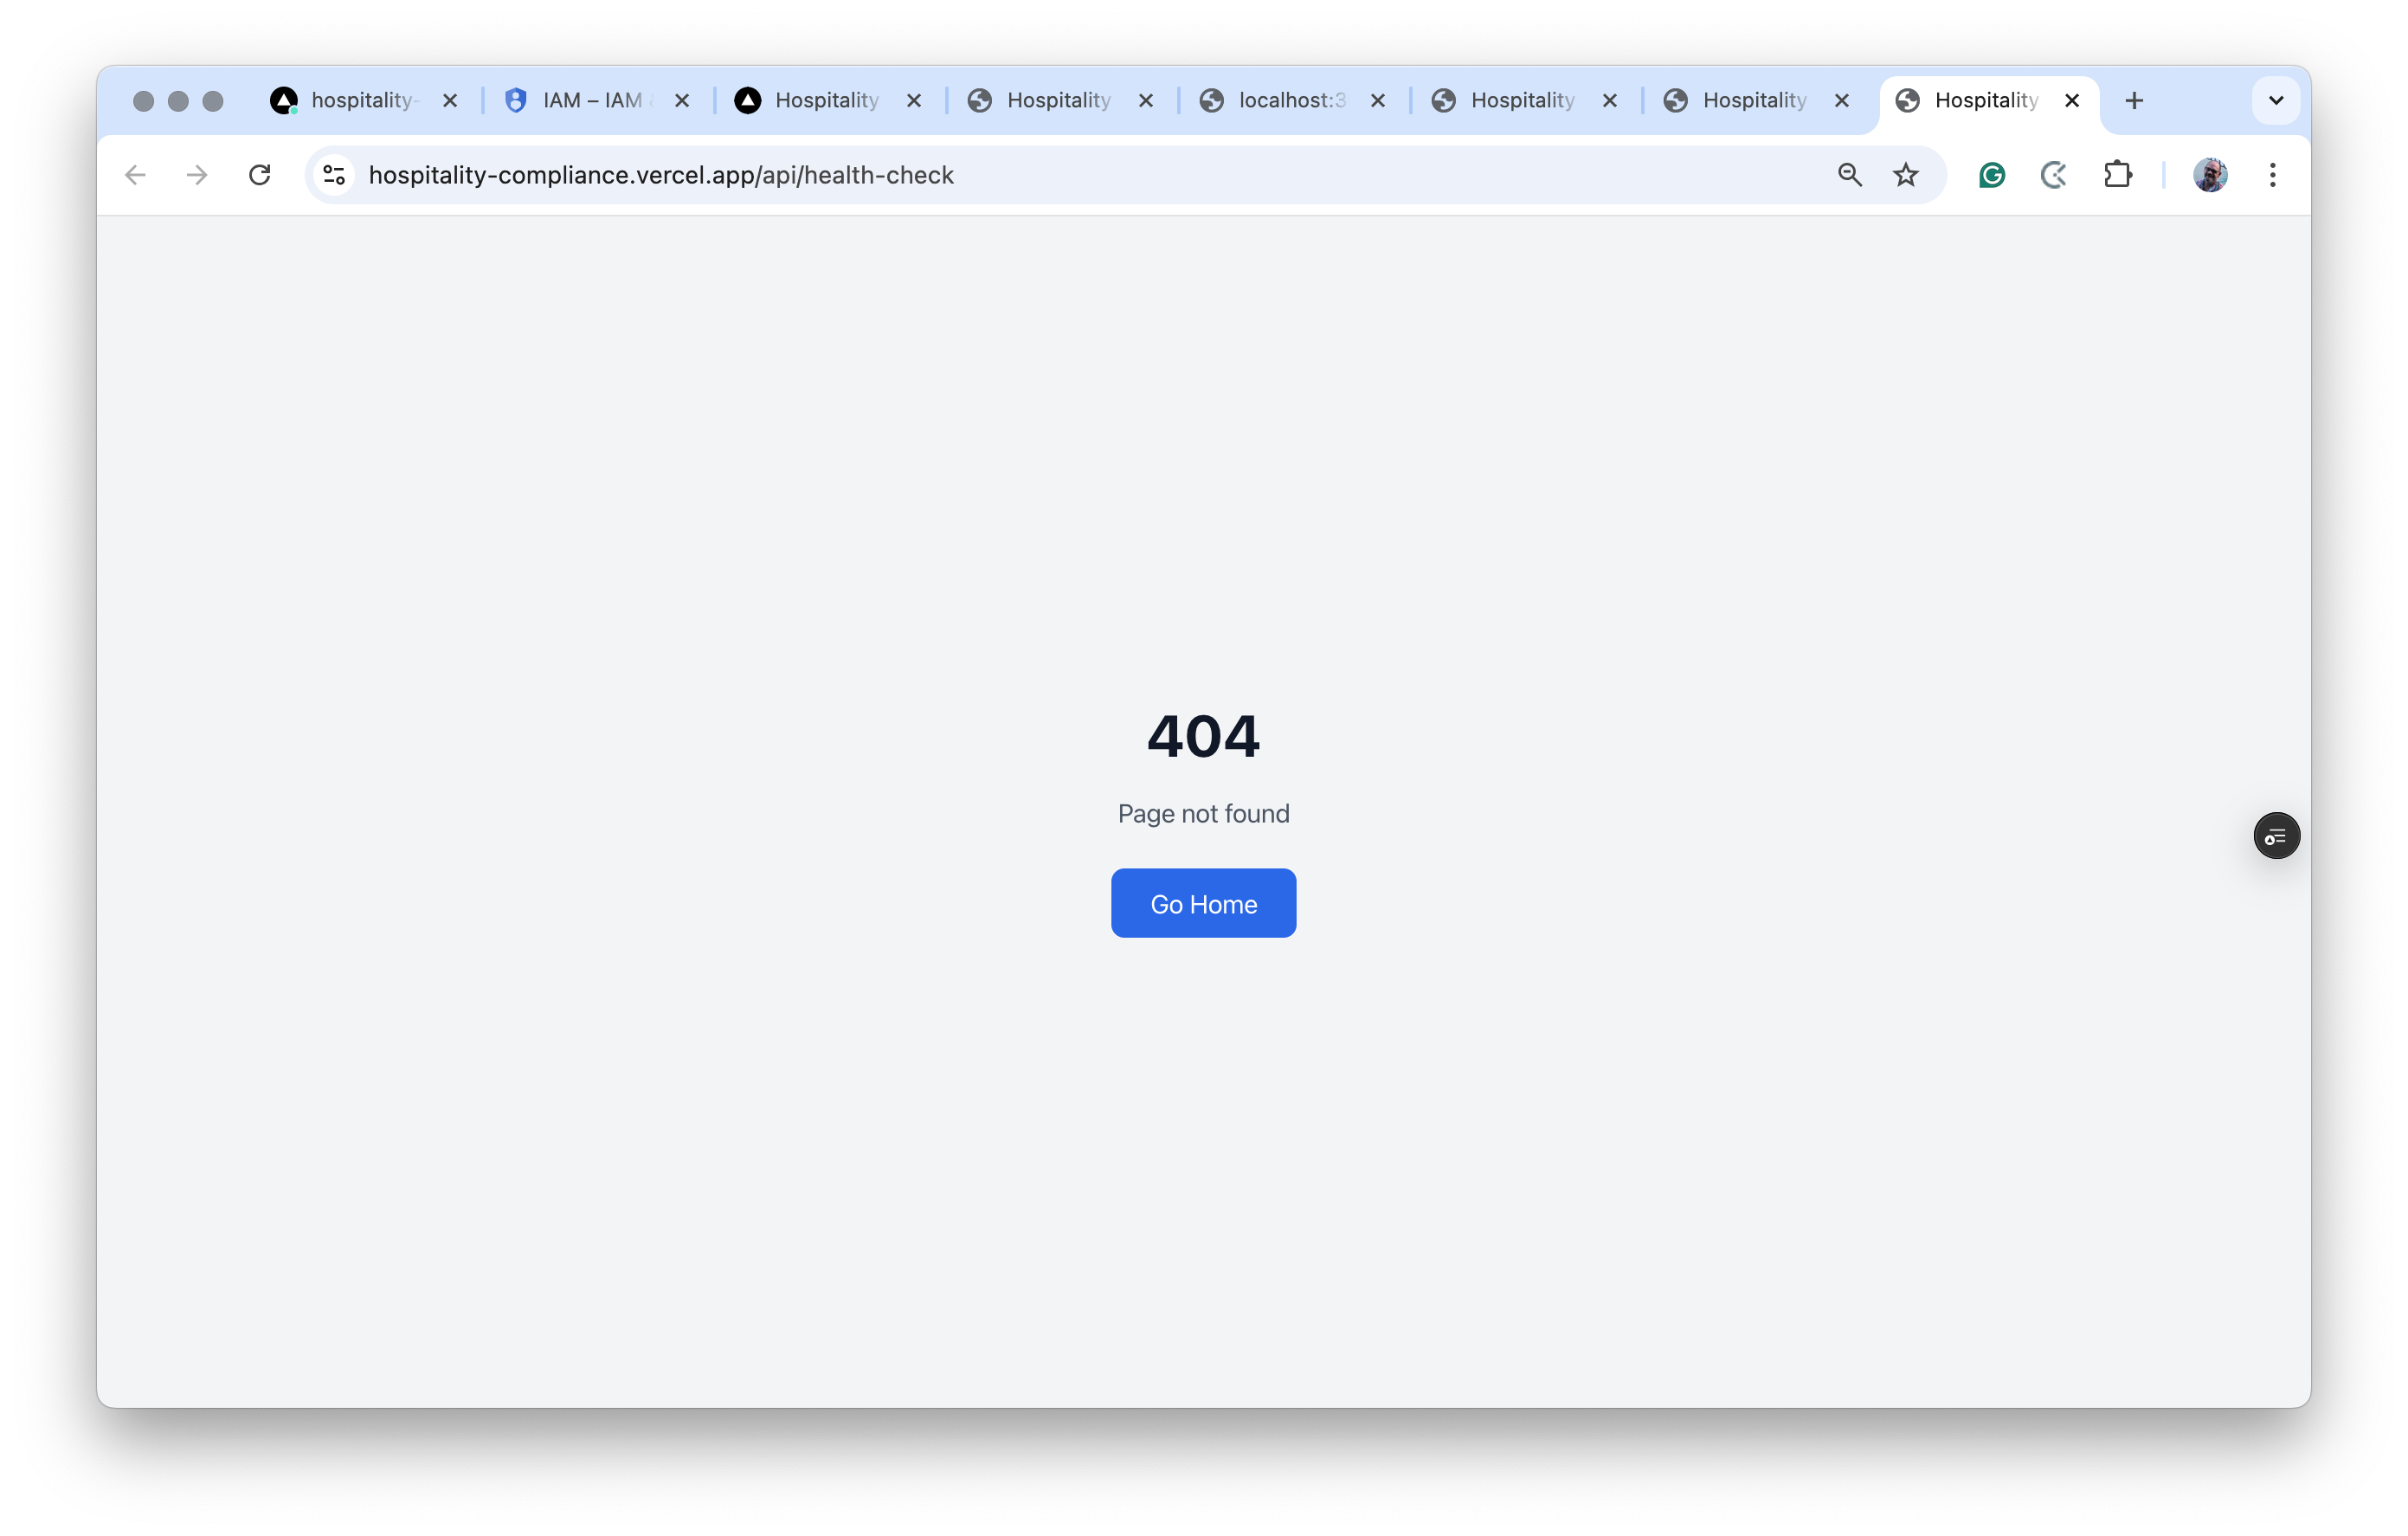 hospitality-
IAM – IAM
Hospitality
Hospitality
localhost:3
Hospitality
Hospitality
Hospitality
hospitality-compliance.vercel.app/api/health-check
404
Page not found
Go Home